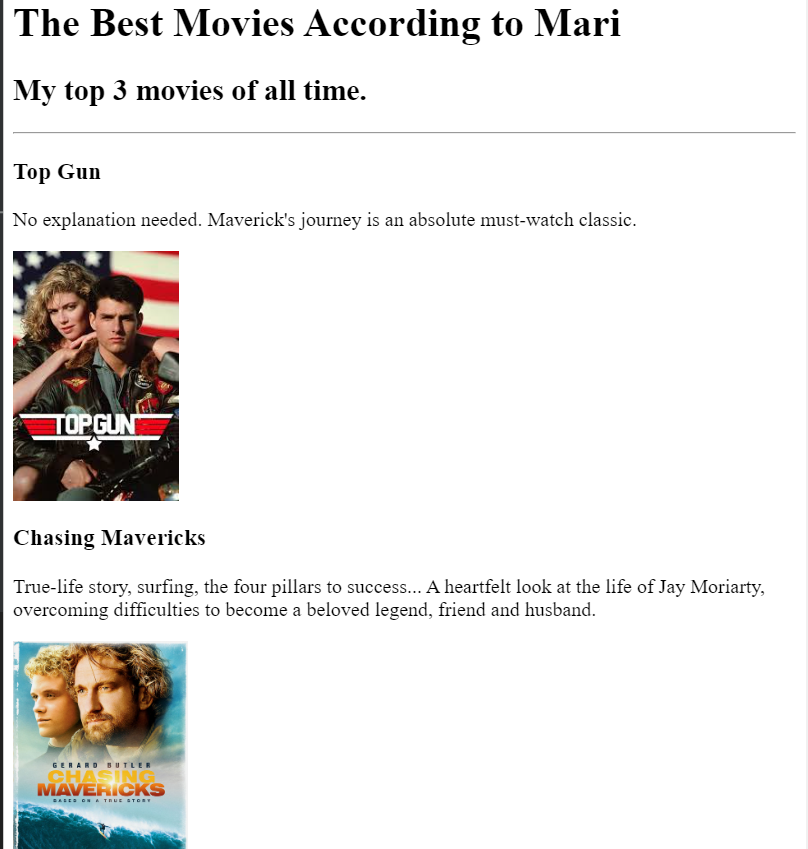 The Best Movies According to Mari
My top 3 movies of all time.
Top Gun
No explanation needed. Maverick's journey is an absolute must-watch classic.
TOP GUN
Chasing Mavericks
True-life story, surfing, the four pillars to success... A heartfelt look at the life of Jay Moriarty,
overcoming difficulties to become a beloved legend, friend and husband.
GERARD BUTLER
CHASING
MAVERICKS
BASED ON A TRUE STORY